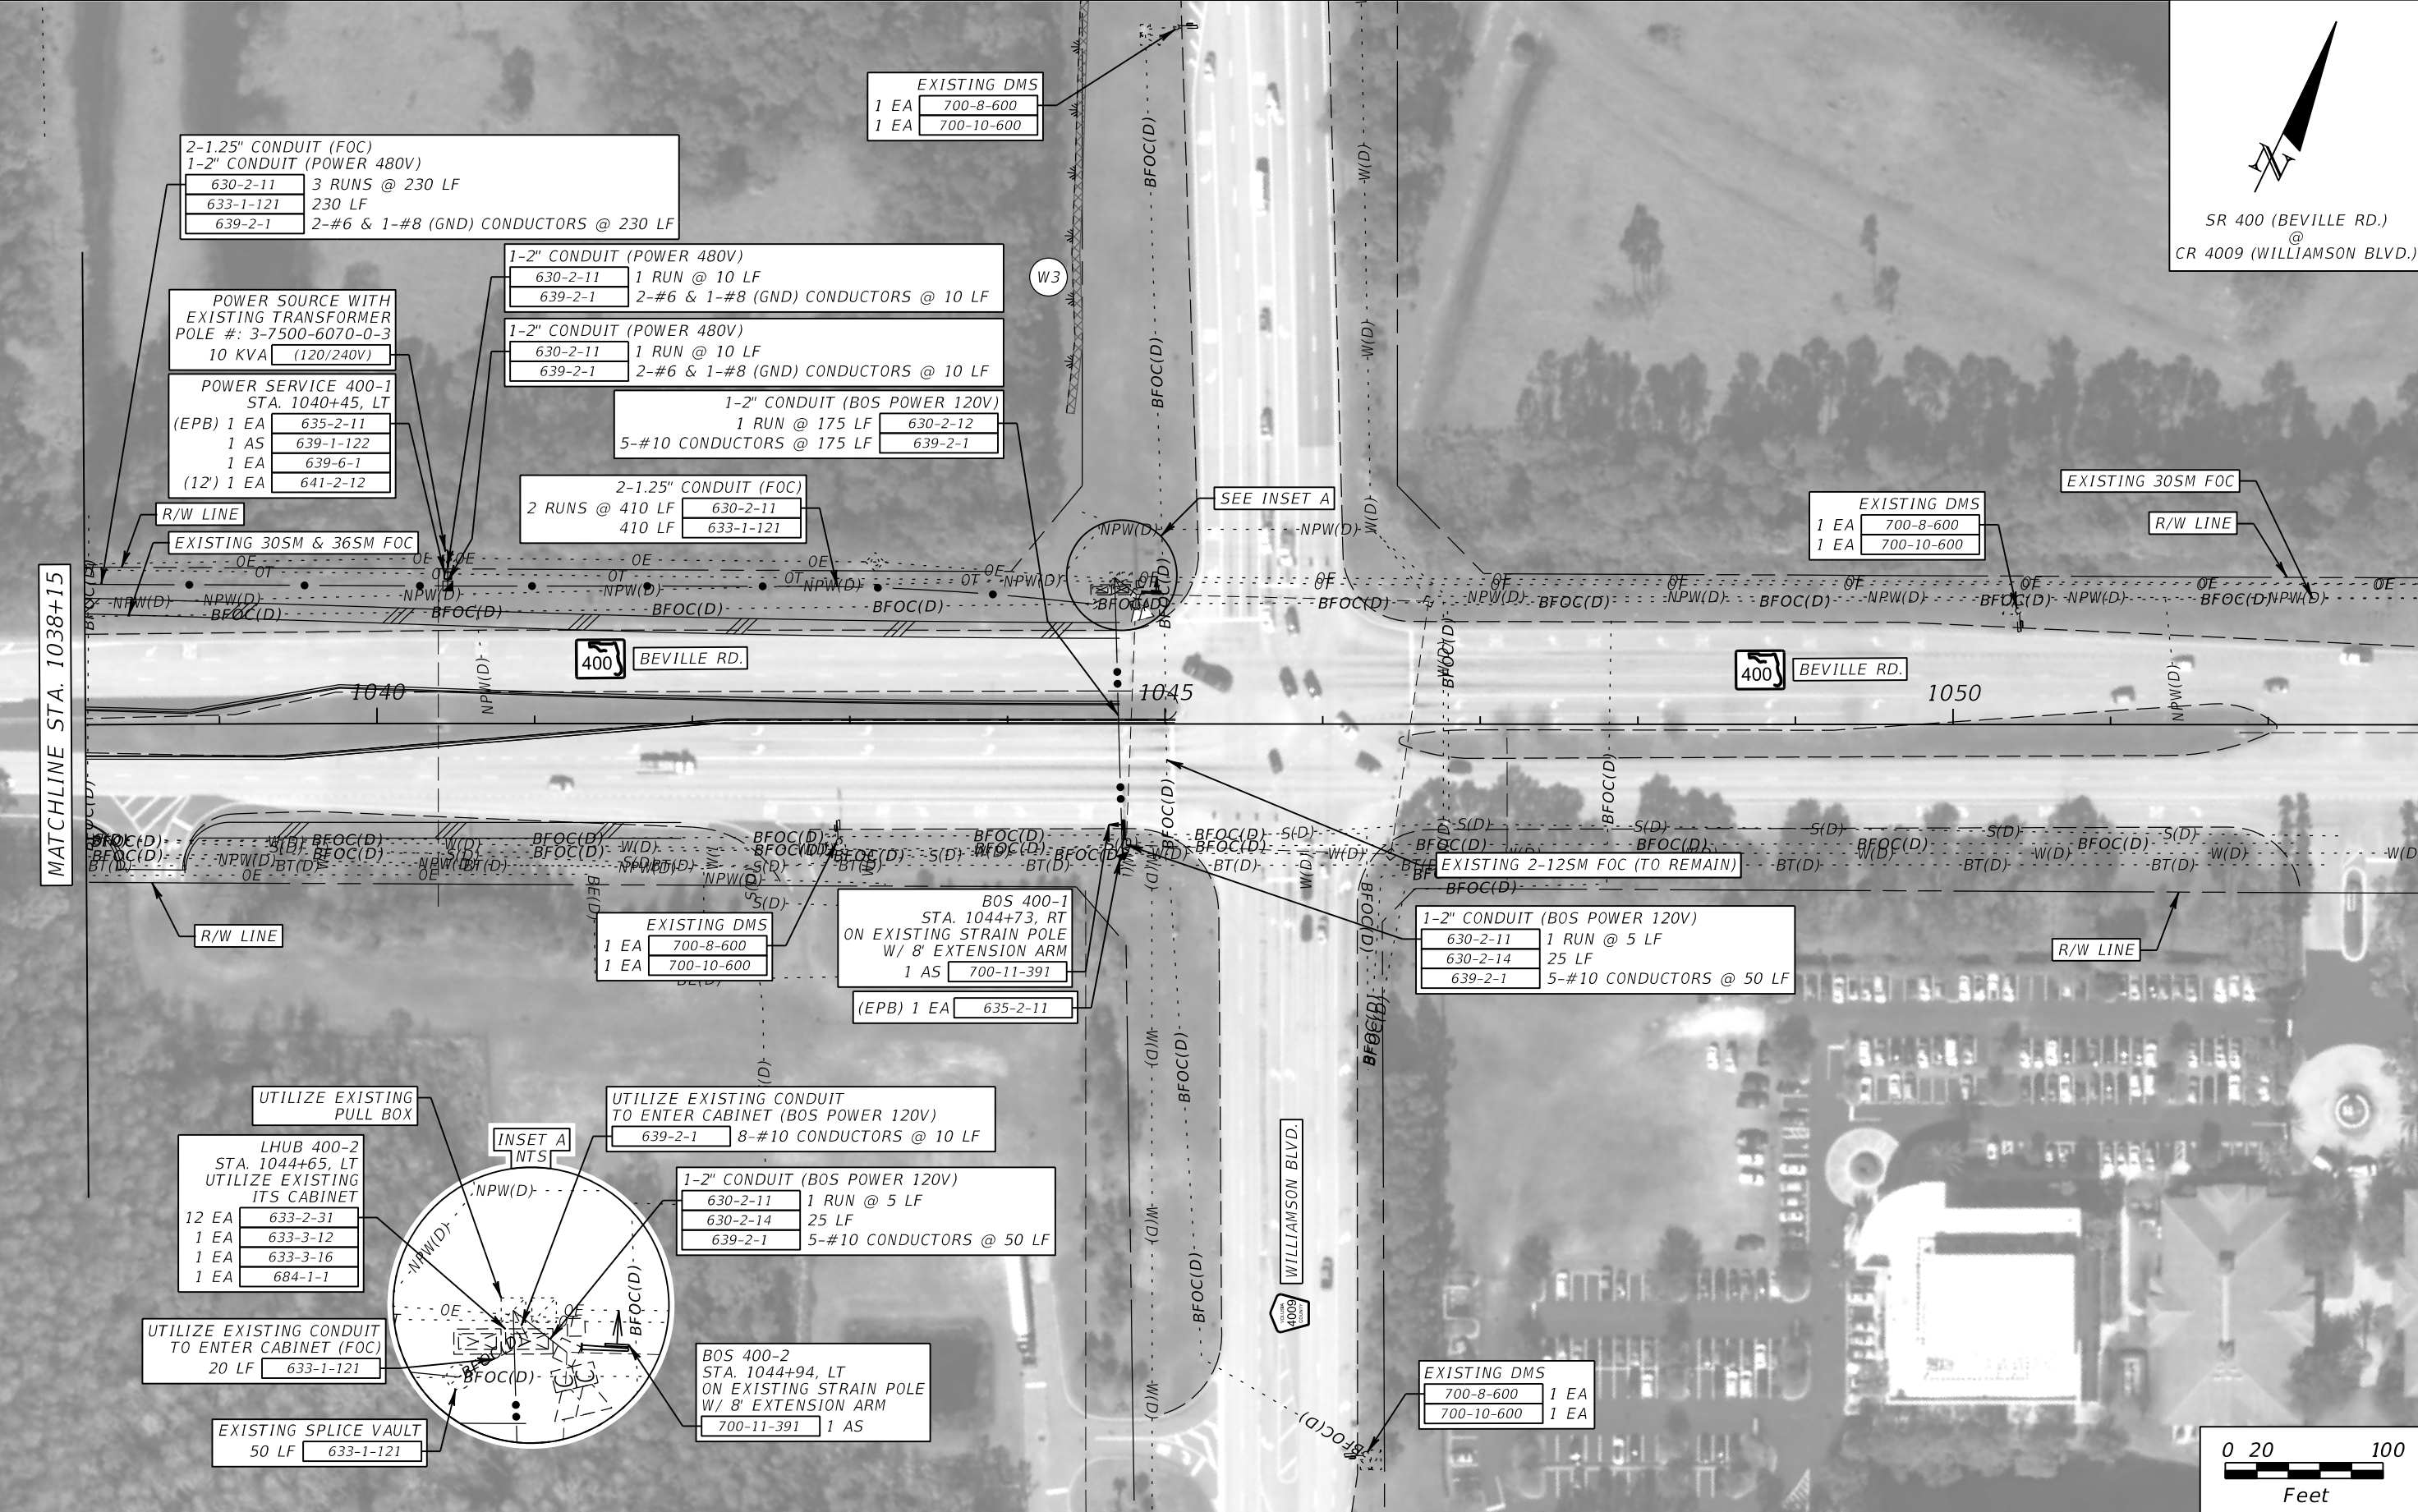 EXISTING DMS
1 EA 700-8-600
1 EA 700-10-600
SR 400 (BEVILLE RD.)
@
CR 4009 (WILLIAMSON BLVD.)
2-1.25" CONDUIT (FOC)
1-2" CONDUIT (POWER 480V)
630-2-11 3 RUNS @ 230 LF
633-1-121 230 LF
639-2-1 2-#6 & 1-#8 (GND) CONDUCTORS @ 230 LF
1-2" CONDUIT (POWER 480V)
630-2-11 1 RUN @ 10 LF
639-2-1 2-#6 & 1-#8 (GND) CONDUCTORS @ 10 LF
W3
POWER SOURCE WITH
EXISTING TRANSFORMER
POLE #: 3-7500-6070-0-3
10 KVA (120/240V)
1-2" CONDUIT (POWER 480V)
630-2-11 1 RUN @ 10 LF
639-2-1 2-#6 & 1-#8 (GND) CONDUCTORS @ 10 LF
POWER SERVICE 400-1
STA. 1040+45, LT
(EPB) 1 EA 635-2-11
1 AS 639-1-122
1 EA 639-6-1
(12') 1 EA 641-2-12
1-2" CONDUIT (BOS POWER 120V)
1 RUN @ 175 LF 630-2-12
5-#10 CONDUCTORS @ 175 LF 639-2-1
2-1.25" CONDUIT (FOC)
2 RUNS @ 410 LF 630-2-11
410 LF 633-1-121
SEE INSET A
EXISTING 30SM FOC
EXISTING DMS
1 EA 700-8-600
1 EA 700-10-600
R/W LINE
R/W LINE
EXISTING 30SM & 36SM FOC
MATCHLINE STA. 1038+15
400
BEVILLE RD.
400
BEVILLE RD.
1040
1045
1050
EXISTING 2-12SM FOC (TO REMAIN)
R/W LINE
EXISTING DMS
1 EA 700-8-600
1 EA 700-10-600
BOS 400-1
STA. 1044+73, RT
ON EXISTING STRAIN POLE
W/ 8' EXTENSION ARM
1 AS 700-11-391
(EPB) 1 EA 635-2-11
1-2" CONDUIT (BOS POWER 120V)
630-2-11 1 RUN @ 5 LF
630-2-14 25 LF
639-2-1 5-#10 CONDUCTORS @ 50 LF
R/W LINE
UTILIZE EXISTING
PULL BOX
UTILIZE EXISTING CONDUIT
TO ENTER CABINET (BOS POWER 120V)
639-2-1 8-#10 CONDUCTORS @ 10 LF
INSET A
NTS
LHUB 400-2
STA. 1044+65, LT
UTILIZE EXISTING
ITS CABINET
12 EA 633-2-31
1 EA 633-3-12
1 EA 633-3-16
1 EA 684-1-1
1-2" CONDUIT (BOS POWER 120V)
630-2-11 1 RUN @ 5 LF
630-2-14 25 LF
639-2-1 5-#10 CONDUCTORS @ 50 LF
WILLIAMSON BLVD.
VOLUSIA
4009
COUNTY
NPW(D)
NPW(D)
OE
OE
BFOC(D)
BFOC(D)
BFOC(D)
UTILIZE EXISTING CONDUIT
TO ENTER CABINET (FOC)
20 LF 633-1-121
EXISTING SPLICE VAULT
50 LF 633-1-121
BOS 400-2
STA. 1044+94, LT
ON EXISTING STRAIN POLE
W/ 8' EXTENSION ARM
700-11-391 1 AS
EXISTING DMS
700-8-600 1 EA
700-10-600 1 EA
0 20 100
Feet